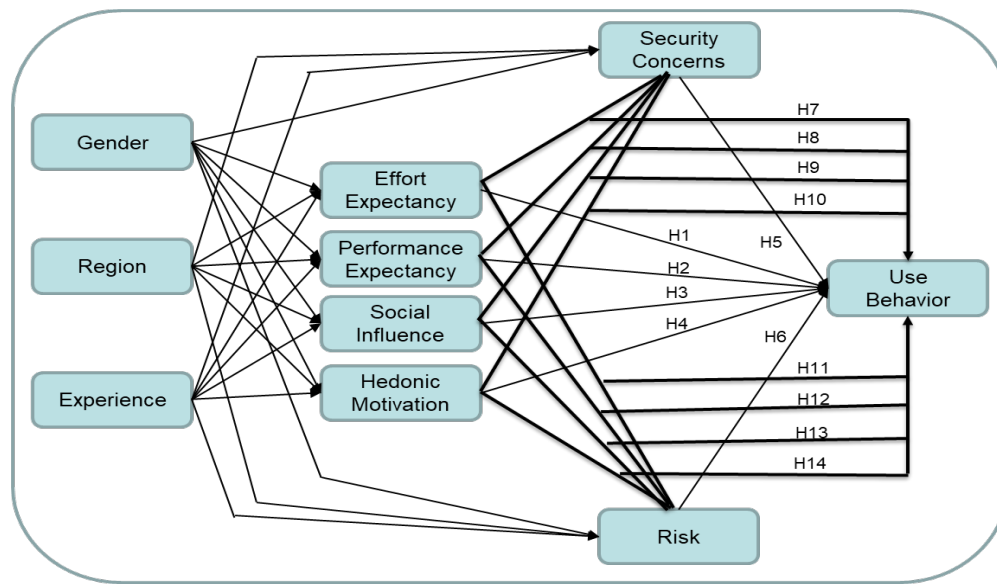 Security
Concerns
Gender
Effort
Expectancy
Region
Performance
Expectancy
Social
Influence
Experience
Hedonic
Motivation
H7
H8
H9
H10
H1
H5
H2
H3
H4
H6
Use
Behavior
H11
H12
H13
H14
Risk